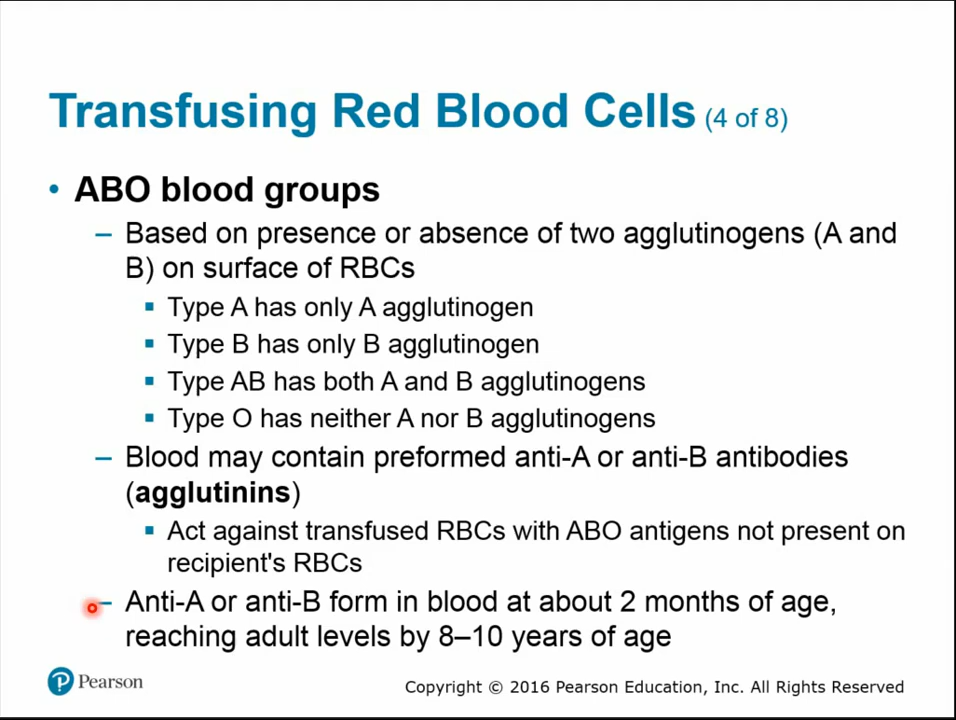 Transfusing Red Blood Cells (4 of 8)
• ABO blood groups
– Based on presence or absence of two agglutinogens (A and
B) on surface of RBCs
▪ Type A has only A agglutinogen
▪ Type B has only B agglutinogen
▪ Type AB has both A and B agglutinogens
▪ Type O has neither A nor B agglutinogens
– Blood may contain preformed anti-A or anti-B antibodies
(agglutinins)
▪ Act against transfused RBCs with ABO antigens not present on
recipient's RBCs
– Anti-A or anti-B form in blood at about 2 months of age,
reaching adult levels by 8–10 years of age
P Pearson
Copyright © 2016 Pearson Education, Inc. All Rights Reserved